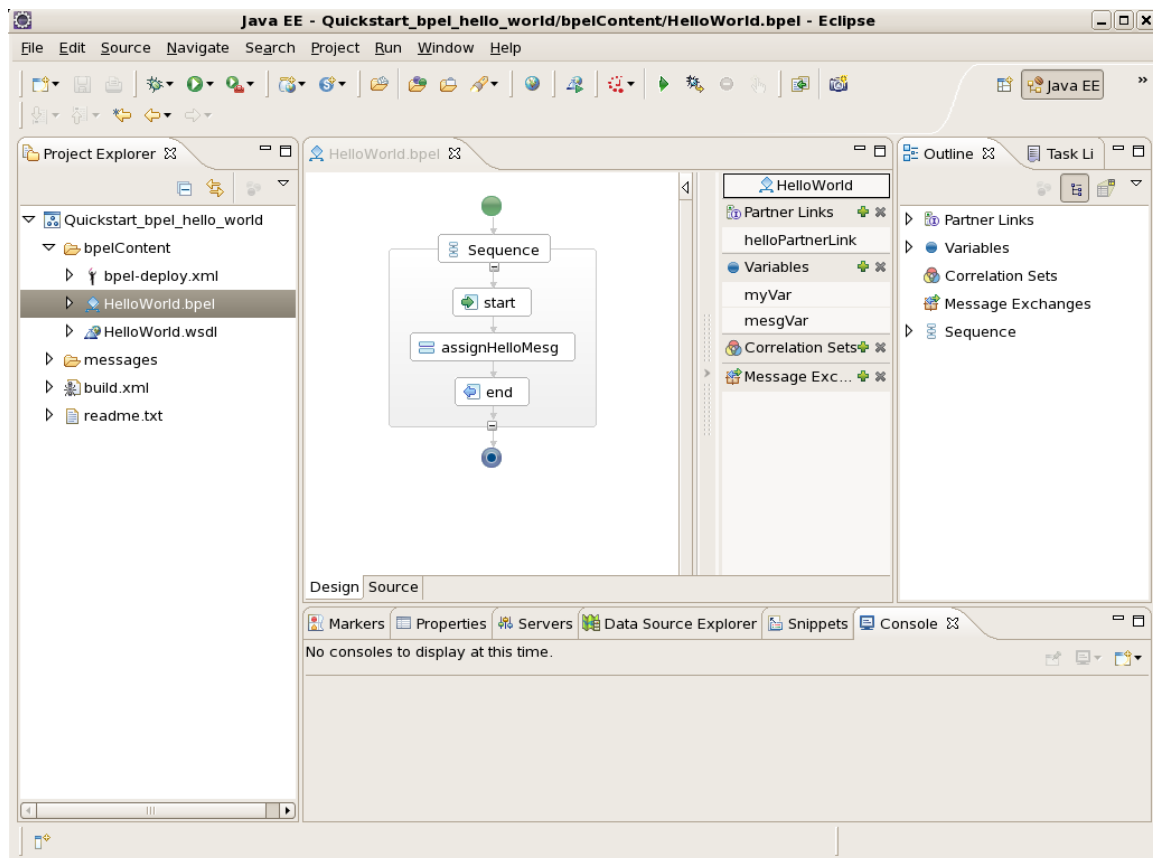 Java EE - Quickstart_bpel_hello_world/bpelContent/HelloWorld.bpel - Eclipse
File Edit Source Navigate Search Project Run Window Help
Java EE
»
Project Explorer
Quickstart_bpel_hello_world
bpelContent
bpel-deploy.xml
HelloWorld.bpel
HelloWorld.wsdl
messages
build.xml
readme.txt
HelloWorld.bpel
Sequence
start
assignHelloMesg
end
HelloWorld
Partner Links
helloPartnerLink
Variables
myVar
mesgVar
Correlation Sets
Message Exc...
Design Source
Outline Task Li
Partner Links
Variables
Correlation Sets
Message Exchanges
Sequence
Markers Properties Servers Data Source Explorer Snippets Console
No consoles to display at this time.